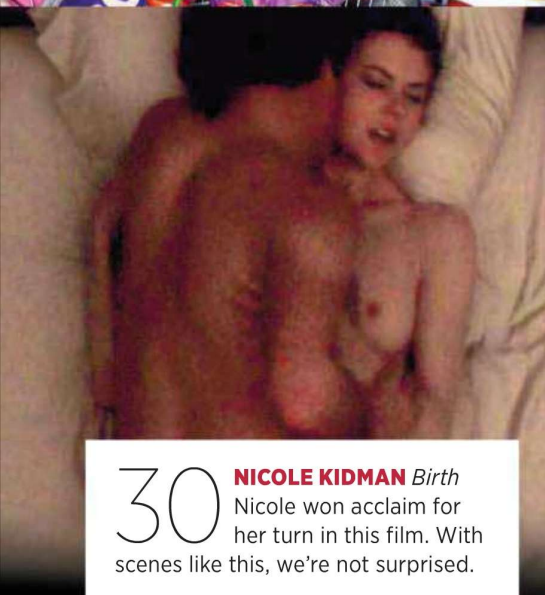 30 NICOLE KIDMAN Birth
Nicole won acclaim for
her turn in this film. With
scenes like this, we’re not surprised.